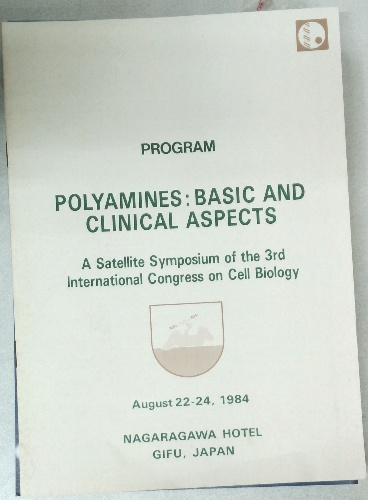 PROGRAM
POLYAMINES: BASIC AND
CLINICAL ASPECTS
A Satellite Symposium of the 3rd
International Congress on Cell Biology
August 22-24, 1984
NAGARAGAWA HOTEL
GIFU, JAPAN